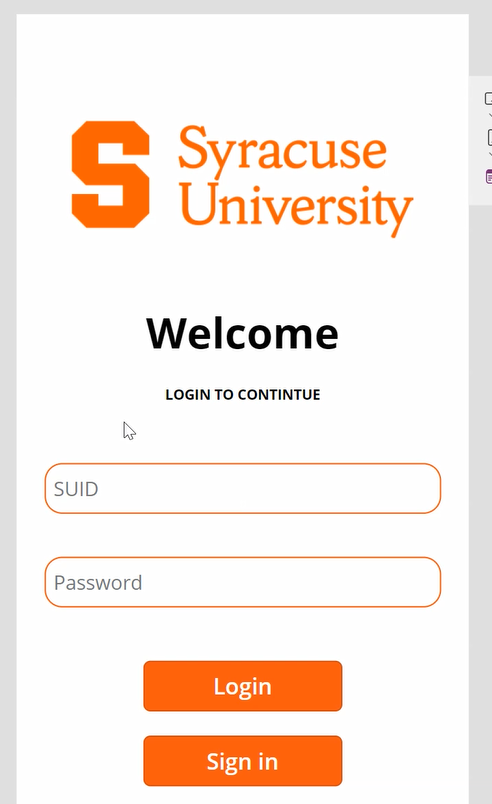 S
Syracuse
University
Welcome
LOGIN TO CONTINTUE
SUID
Password
Login
Sign in